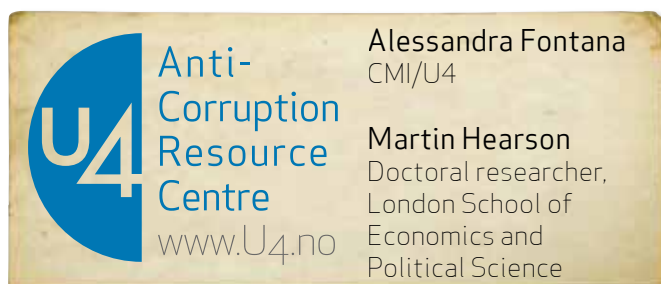 U4
Anti-
Corruption
Resource
Centre
www.U4.no
Alessandra Fontana
CMI/U4
Martin Hearson
Doctoral researcher,
London School of
Economics and
Political Science